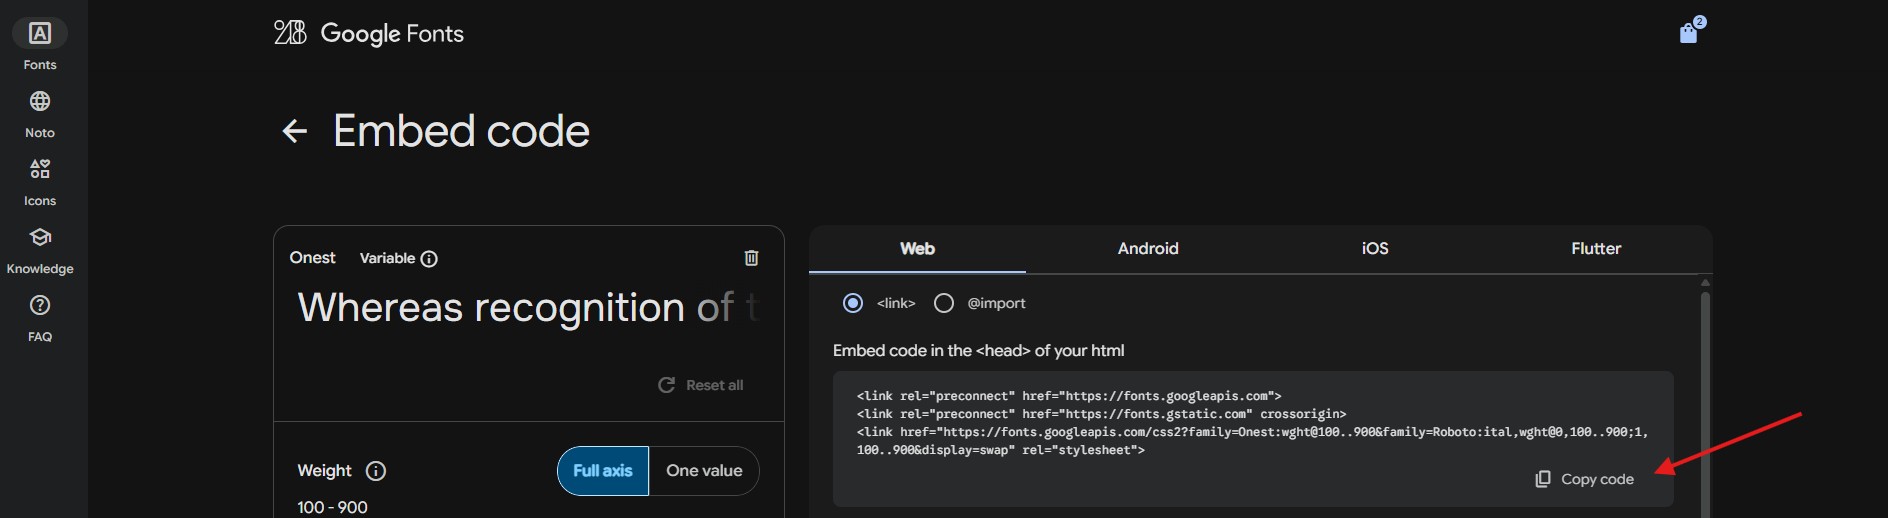 Fonts
Noto
Icons
Knowledge
FAQ
Google Fonts
2
Embed code
Onest Variable
Whereas recognition of t
Reset all
Weight
Full axis One value
100 - 900
Web Android iOS Flutter
<link> @import
Embed code in the <head> of your html
<link rel="preconnect" href="https://fonts.googleapis.com">
<link rel="preconnect" href="https://fonts.gstatic.com" crossorigin>
<link href="https://fonts.googleapis.com/css2?family=Onest:wght@100..900&family=Roboto:ital,wght@0,100..900;1,
100..900&display=swap" rel="stylesheet">
Copy code